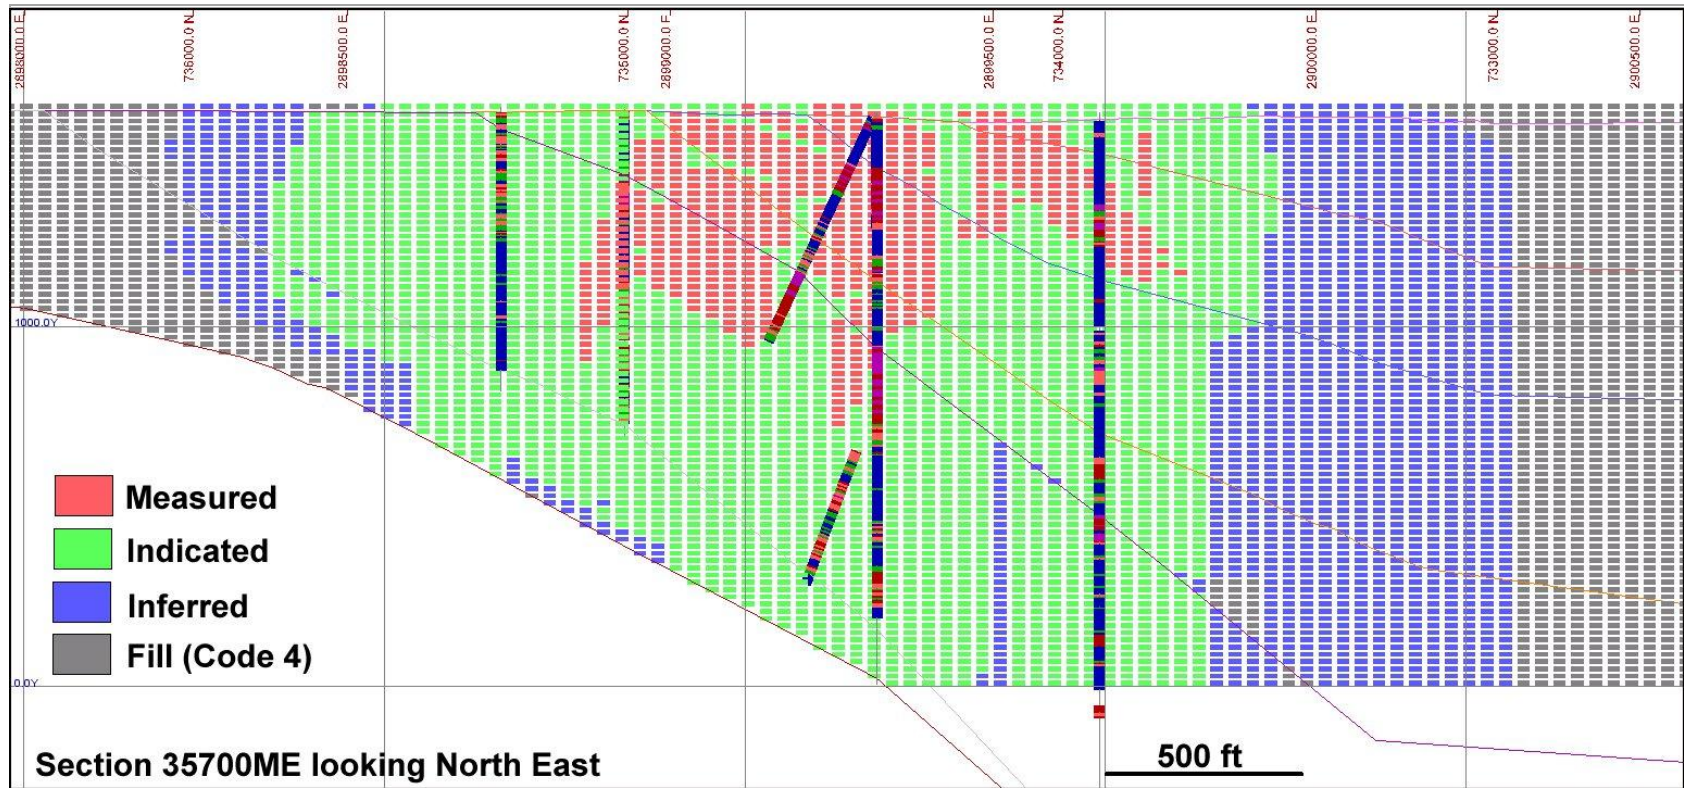 2898000.0 E
736000.0 N
2898500.0 E
735000.0 N
2899000.0 E
2899500.0 E
734000.0 N
2900000.0 E
733000.0 N
2900500.0 E
1000.0Y
0.0Y
Measured
Indicated
Inferred
Fill (Code 4)
Section 35700ME looking North East
500 ft